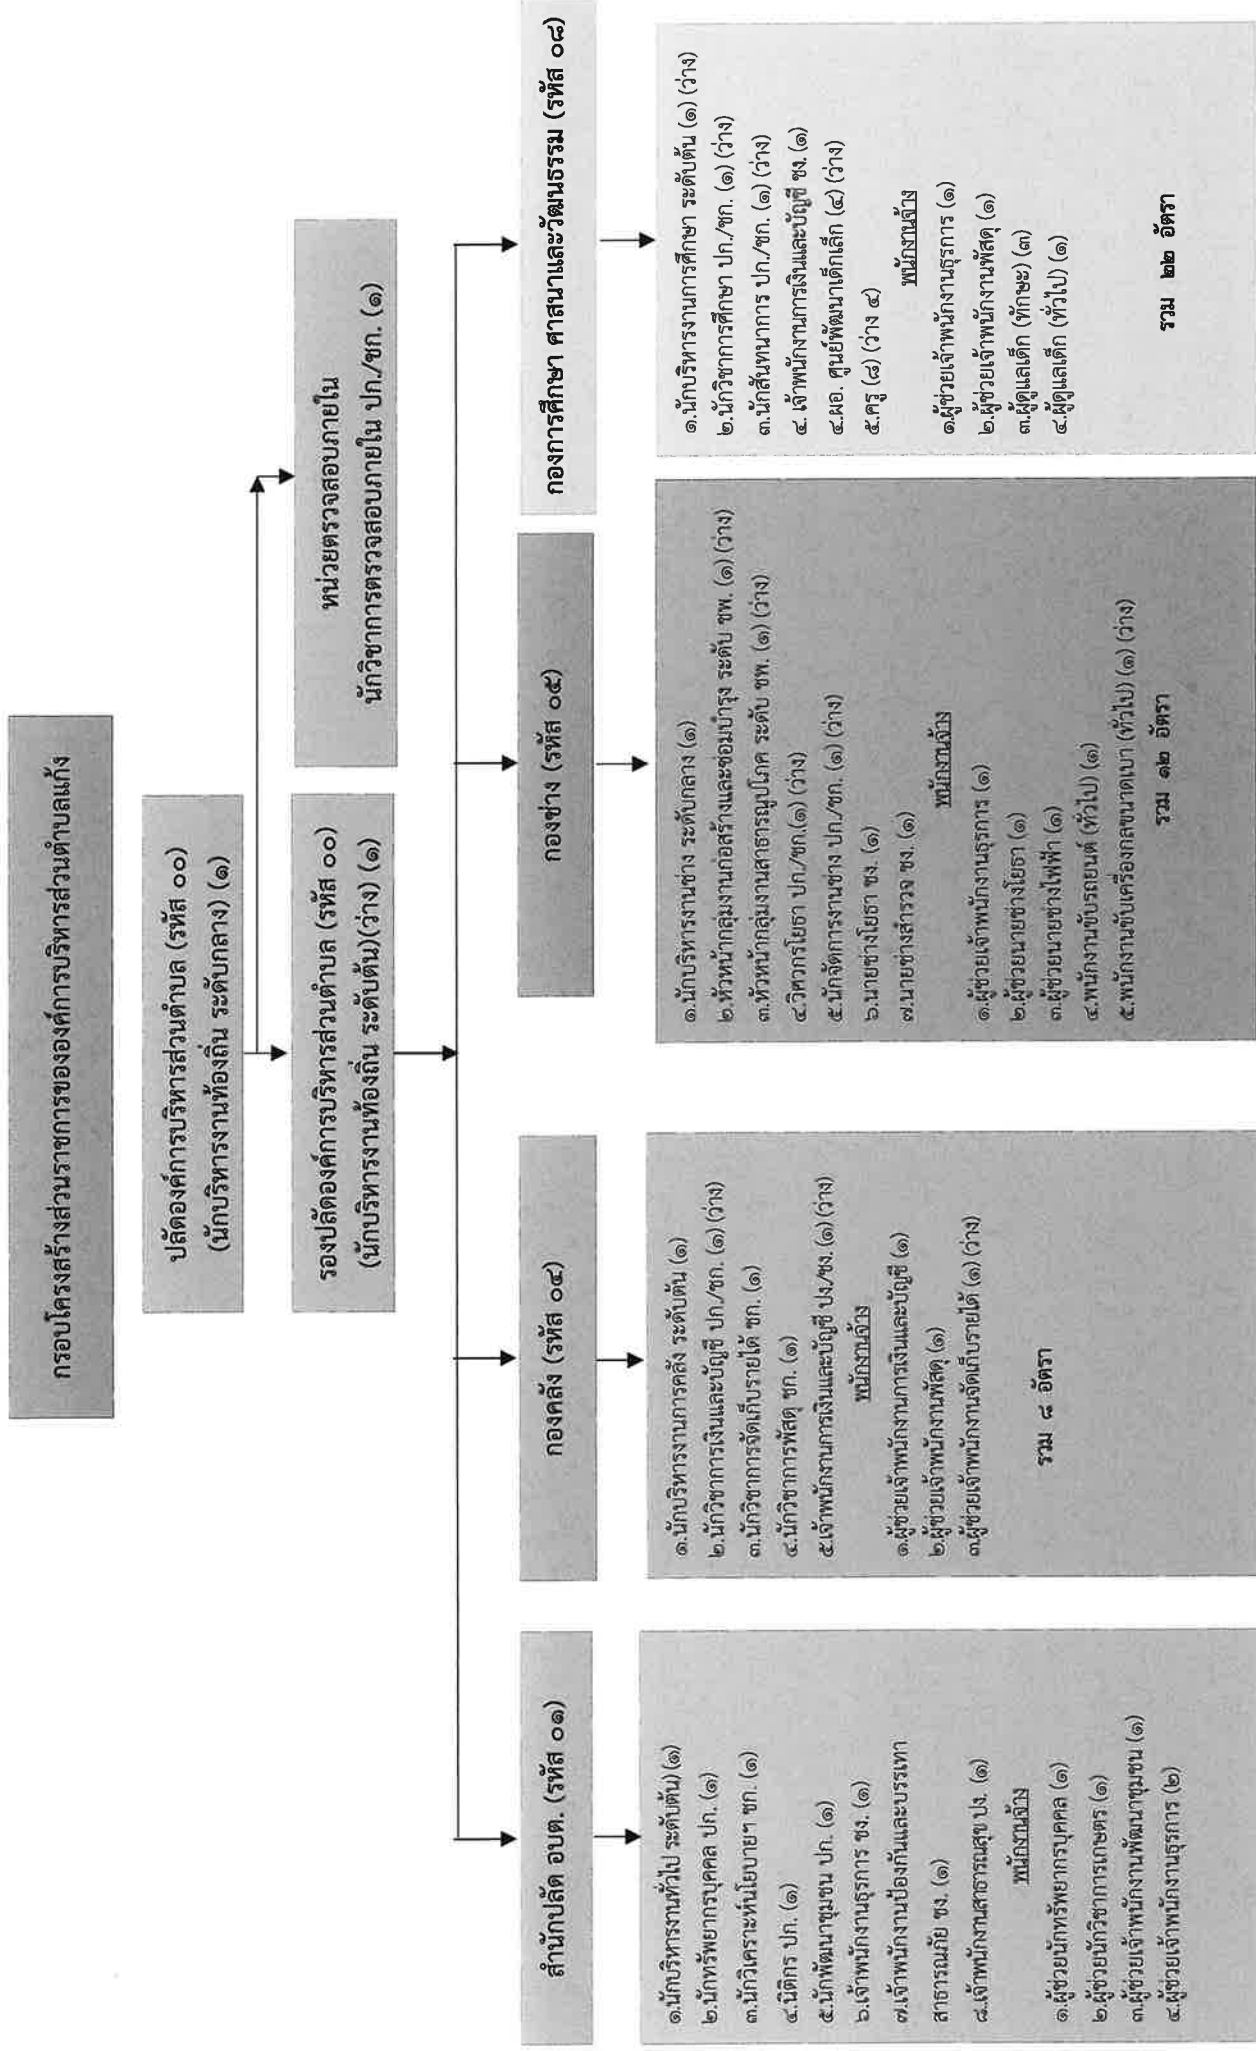 กรอบโครงสร้างส่วนราชการขององค์การบริหารส่วนตำบลแก้ง
ปลัดองค์การบริหารส่วนตำบล (รหัส ๐๐)
(นักบริหารงานท้องถิ่น ระดับกลาง) (๑)
หน่วยตรวจสอบภายใน
นักวิชาการตรวจสอบภายใน ปก./ชก. (๑)
รองปลัดองค์การบริหารส่วนตำบล (รหัส ๐๐)
(นักบริหารงานท้องถิ่น ระดับต้น)(ว่าง) (๑)
สำนักปลัด อบต. (รหัส ๐๑)
๑.นักบริหารงานทั่วไป ระดับต้น) (๑)
๒.นักทรัพยากรบุคคล ปก. (๑)
๓.นักวิเคราะห์นโยบายฯ ชก. (๑)
๔.นิติกร ปก. (๑)
๕.นักพัฒนาชุมชน ปก. (๑)
๖.เจ้าพนักงานธุรการ ชง. (๑)
๗.เจ้าพนักงานป้องกันและบรรเทา
สาธารณภัย ชง. (๑)
๘.เจ้าพนักงานสาธารณสุข ปง. (๑)
พนักงานจ้าง
๑.ผู้ช่วยนักทรัพยากรบุคคล (๑)
๒.ผู้ช่วยนักวิชาการเกษตร (๑)
๓.ผู้ช่วยเจ้าพนักงานพัฒนาชุมชน (๑)
๔.ผู้ช่วยเจ้าพนักงานธุรการ (๒)
กองคลัง (รหัส ๐๔)
๑.นักบริหารงานการคลัง ระดับต้น (๑)
๒.นักวิชาการเงินและบัญชี ปก./ชก. (๑) (ว่าง)
๓.นักวิชาการจัดเก็บรายได้ ชก. (๑)
๔.นักวิชาการพัสดุ ชก. (๑)
๕.เจ้าพนักงานการเงินและบัญชี ปง./ชง. (๑) (ว่าง)
พนักงานจ้าง
๑.ผู้ช่วยเจ้าพนักงานการเงินและบัญชี (๑)
๒.ผู้ช่วยเจ้าพนักงานพัสดุ (๑)
๓.ผู้ช่วยเจ้าพนักงานจัดเก็บรายได้ (๑) (ว่าง)
รวม ๘ อัตรา
กองช่าง (รหัส ๐๕)
๑.นักบริหารงานช่าง ระดับกลาง (๑)
๒.หัวหน้ากลุ่มงานก่อสร้างและซ่อมบำรุง ระดับ ชพ. (๑) (ว่าง)
๓.หัวหน้ากลุ่มงานสาธารณูปโภค ระดับ ชพ. (๑) (ว่าง)
๔.วิศวกรโยธา ปก/ชก.(๑) (ว่าง)
๕.นักจัดการงานช่าง ปก./ชก. (๑) (ว่าง)
๖.นายช่างโยธา ชง. (๑)
๗.นายช่างสำรวจ ชง. (๑)
พนักงานจ้าง
๑.ผู้ช่วยเจ้าพนักงานธุรการ (๑)
๒.ผู้ช่วยนายช่างโยธา (๑)
๓.ผู้ช่วยนายช่างไฟฟ้า (๑)
๔.พนักงานขับรถยนต์ (ทั่วไป) (๑)
๕.พนักงานขับเครื่องกลขนาดเบา (ทั่วไป) (๑) (ว่าง)
รวม ๑๒ อัตรา
กองการศึกษา ศาสนาและวัฒนธรรม (รหัส ๐๘)
๑.นักบริหารงานการศึกษา ระดับต้น (๑) (ว่าง)
๒.นักวิชาการศึกษา ปก./ชก. (๑) (ว่าง)
๓.นักสันทนาการ ปก./ชก. (๑) (ว่าง)
๔. เจ้าพนักงานการเงินและบัญชี ชง. (๑)
๔.ผอ. ศูนย์พัฒนาเด็กเล็ก (๔) (ว่าง)
๕.ครู (๘) (ว่าง ๔)
พนักงานจ้าง
๑.ผู้ช่วยเจ้าพนักงานธุรการ (๑)
๒.ผู้ช่วยเจ้าพนักงานพัสดุ (๑)
๓.ผู้ดูแลเด็ก (ทักษะ) (๓)
๔.ผู้ดูแลเด็ก (ทั่วไป) (๑)
รวม ๒๒ อัตรา